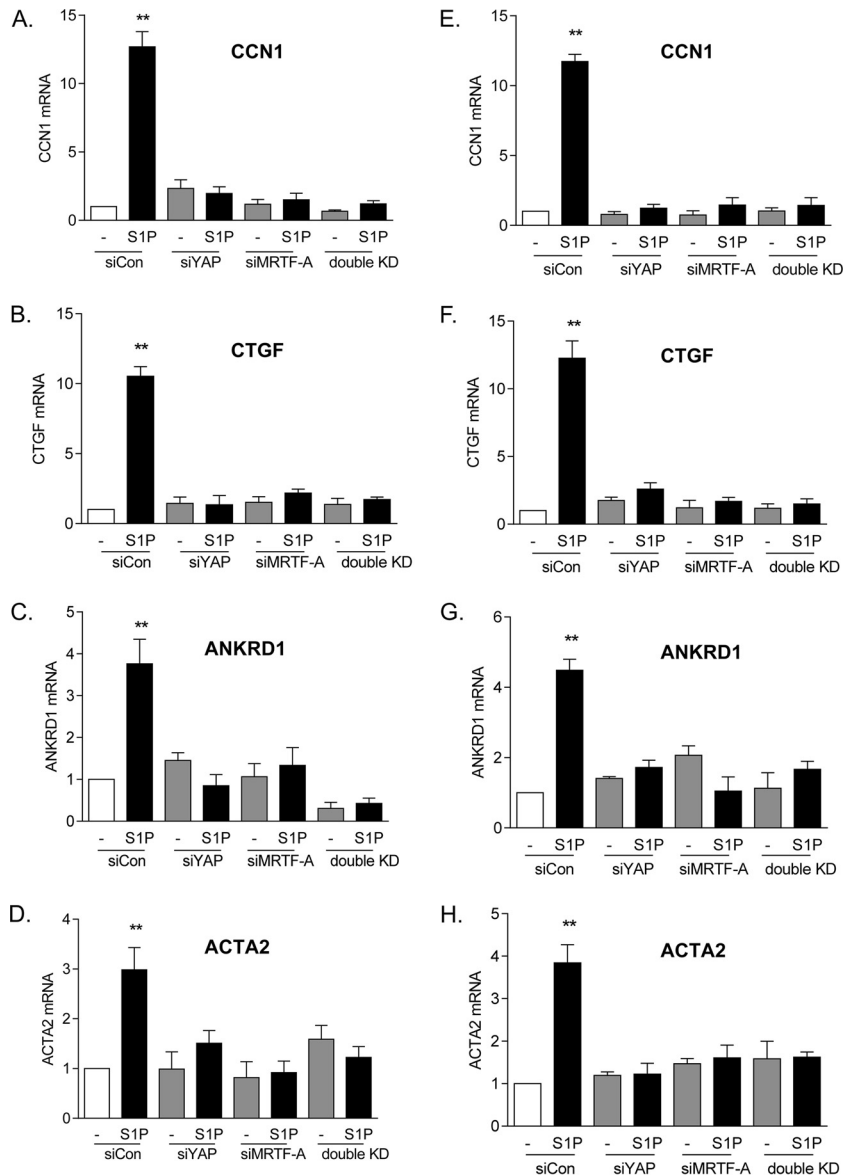 A.
**
15
CCN1
10
CCN1 mRNA
5
0
- S1P - S1P - S1P - S1P
siCon siYAP siMRTF-A double KD
B.
15
**
CTGF
10
CTGF mRNA
5
0
- S1P - S1P - S1P - S1P
siCon siYAP siMRTF-A double KD
C.
5
**
ANKRD1
4
3
ANKRD1 mRNA
2
1
0
- S1P - S1P - S1P - S1P
siCon siYAP siMRTF-A double KD
D.
4
**
ACTA2
3
ACTA2 mRNA
2
1
0
- S1P - S1P - S1P - S1P
siCon siYAP siMRTF-A double KD
E.
15
**
CCN1
10
CCN1 mRNA
5
0
- S1P - S1P - S1P - S1P
siCon siYAP siMRTF-A double KD
F.
15
**
CTGF
10
CTGF mRNA
5
0
- S1P - S1P - S1P - S1P
siCon siYAP siMRTF-A double KD
G.
6
**
ANKRD1
4
ANKRD1 mRNA
2
0
- S1P - S1P - S1P - S1P
siCon siYAP siMRTF-A double KD
H.
5
**
ACTA2
4
3
ACTA2 mRNA
2
1
0
- S1P - S1P - S1P - S1P
siCon siYAP siMRTF-A double KD